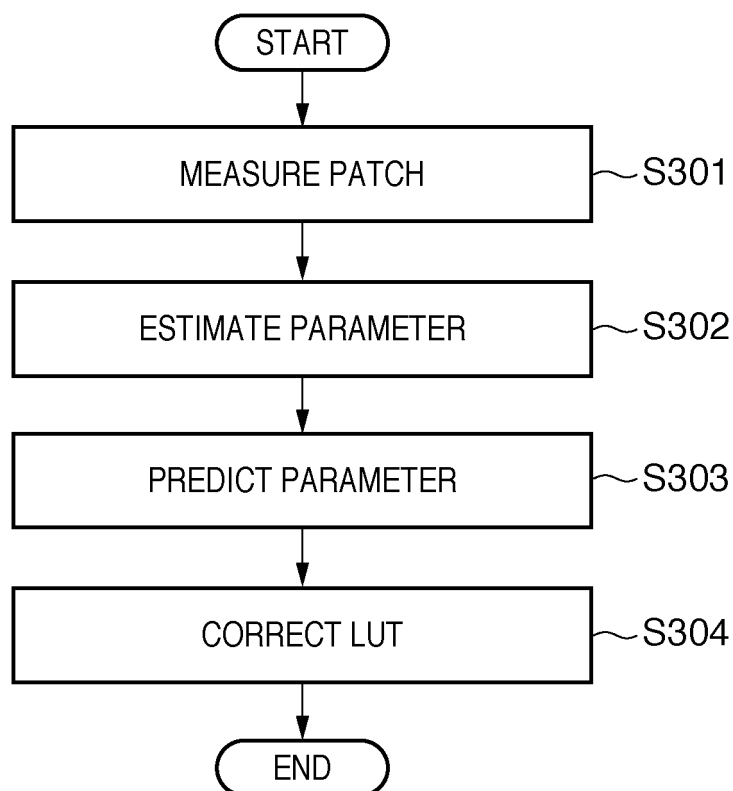 START
MEASURE PATCH
S301
ESTIMATE PARAMETER
S302
PREDICT PARAMETER
S303
CORRECT LUT
S304
END